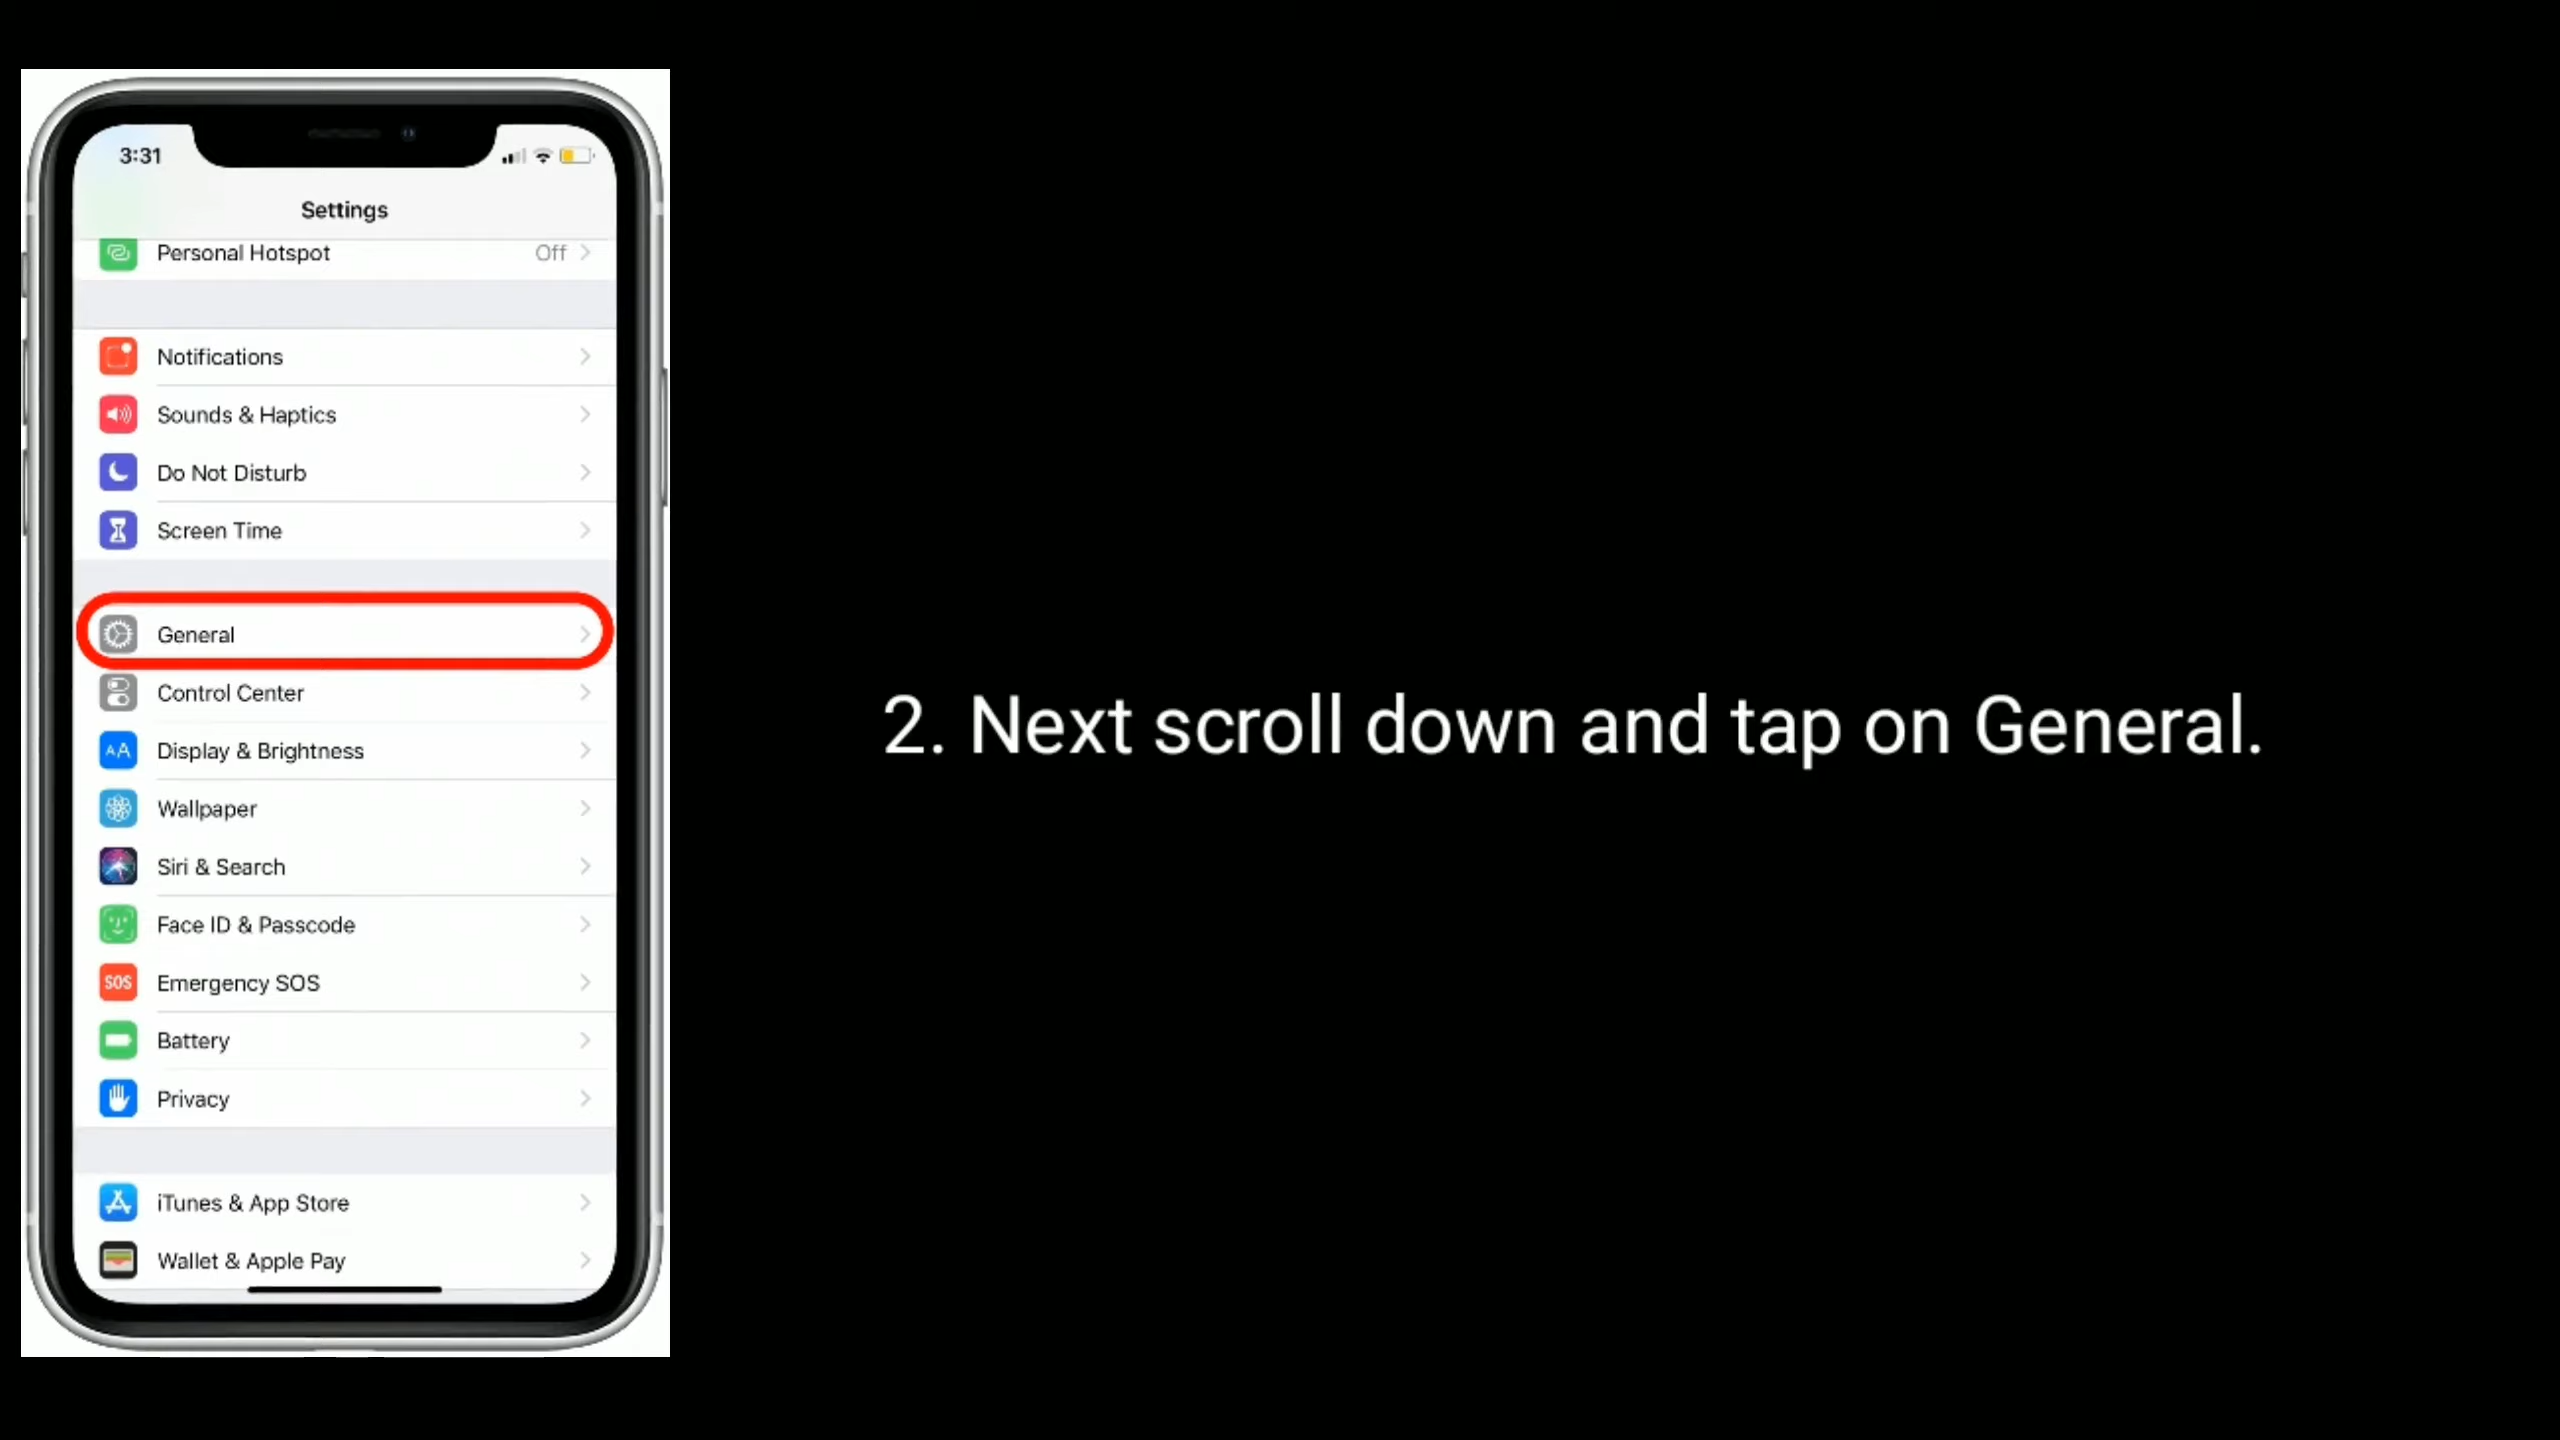 3:31
Settings
Personal Hotspot Off
Notifications
Sounds & Haptics
Do Not Disturb
Screen Time
General
Control Center
AA Display & Brightness
Wallpaper
Siri & Search
Face ID & Passcode
SOS Emergency SOS
Battery
Privacy
iTunes & App Store
Wallet & Apple Pay
2. Next scroll down and tap on General.